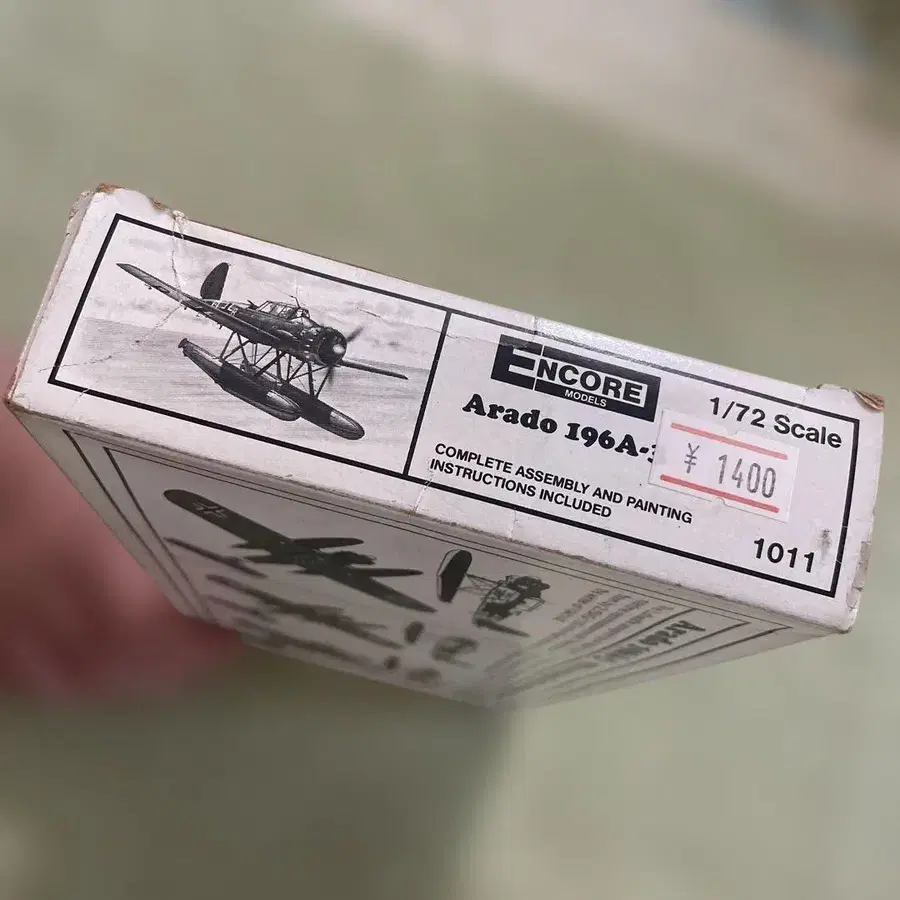 ENCORE
MODELS
1/72 Scale
Arado 196A-
¥ 1400
COMPLETE ASSEMBLY AND PAINTING
INSTRUCTIONS INCLUDED
1011